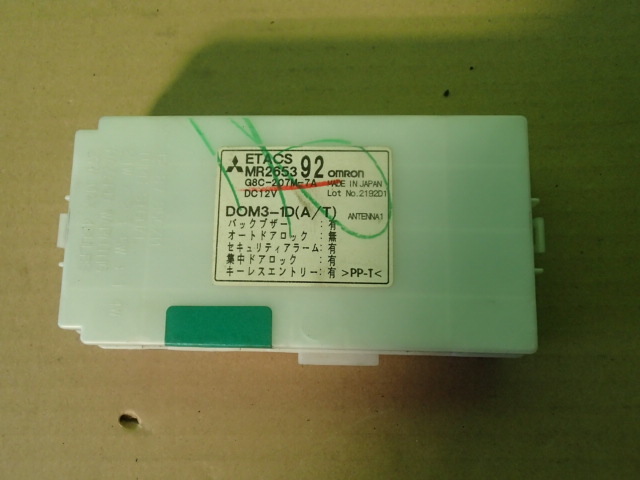 ETACS
MR265392 omron
G8C-207M-7A MADE IN JAPAN
DC12V Lot No.2192D1
DOM3-1D(A/T) ANTENNA1
バックブザー :有
オートドアロック :無
セキュリティアラーム:有
集中ドアロック :有
キーレスエントリー:有 >PP-T<